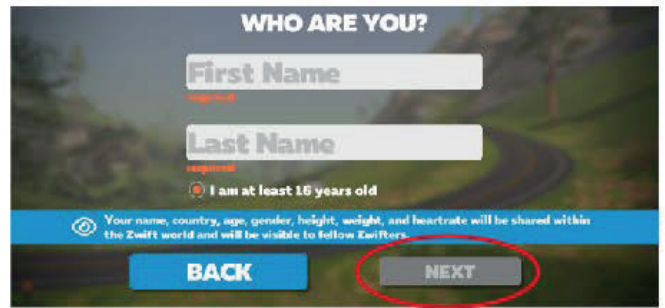 WHO ARE YOU?
First Name
required
Last Name
required
I am at least 16 years old
Your name, country, age, gender, height, weight, and heartrate will be shared within
the Zwift world and will be visible to fellow Zwifters.
BACK
NEXT